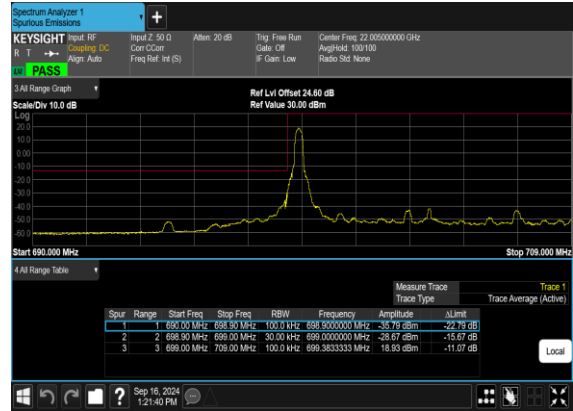 Spectrum Analyzer 1
Spurious Emissions
KEYSIGHT Input: RF Input Z: 50 Ω Atten: 20 dB Trig: Free Run Center Freq: 22.005000000 GHz
R T Coupling: DC Corr CCorr Gate: Off Avg|Hold: 100/100
Align: Auto Freq Ref: Int (S) IF Gain: Low Radio Std: None
LW PASS
3 All Range Graph
Ref Lvl Offset 24.60 dB
Scale/Div 10.0 dB Ref Value 30.00 dBm
Log
20.0
10.0
0.00
-10.0
-20.0
-30.0
-40.0
-50.0
-60.0
Start 690.000 MHz Stop 709.000 MHz
4 All Range Table
Measure Trace Trace 1
Trace Type Trace Average (Active)
Spur Range Start Freq Stop Freq RBW Frequency Amplitude ΔLimit
1 1 690.00 MHz 698.90 MHz 100.0 kHz 698.9000000 MHz -35.79 dBm -22.79 dB
2 2 698.90 MHz 699.00 MHz 30.00 kHz 699.0000000 MHz -28.67 dBm -15.67 dB
3 3 699.00 MHz 709.00 MHz 100.0 kHz 699.3833333 MHz 18.93 dBm -11.07 dB
Local
Sep 16, 2024
1:21:40 PM